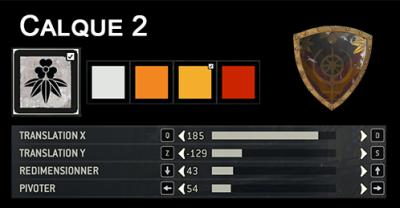 CALQUE 2
TRANSLATION X Q 185 D
TRANSLATION Y Z -129 S
REDIMENSIONNER 43
PIVOTER 54